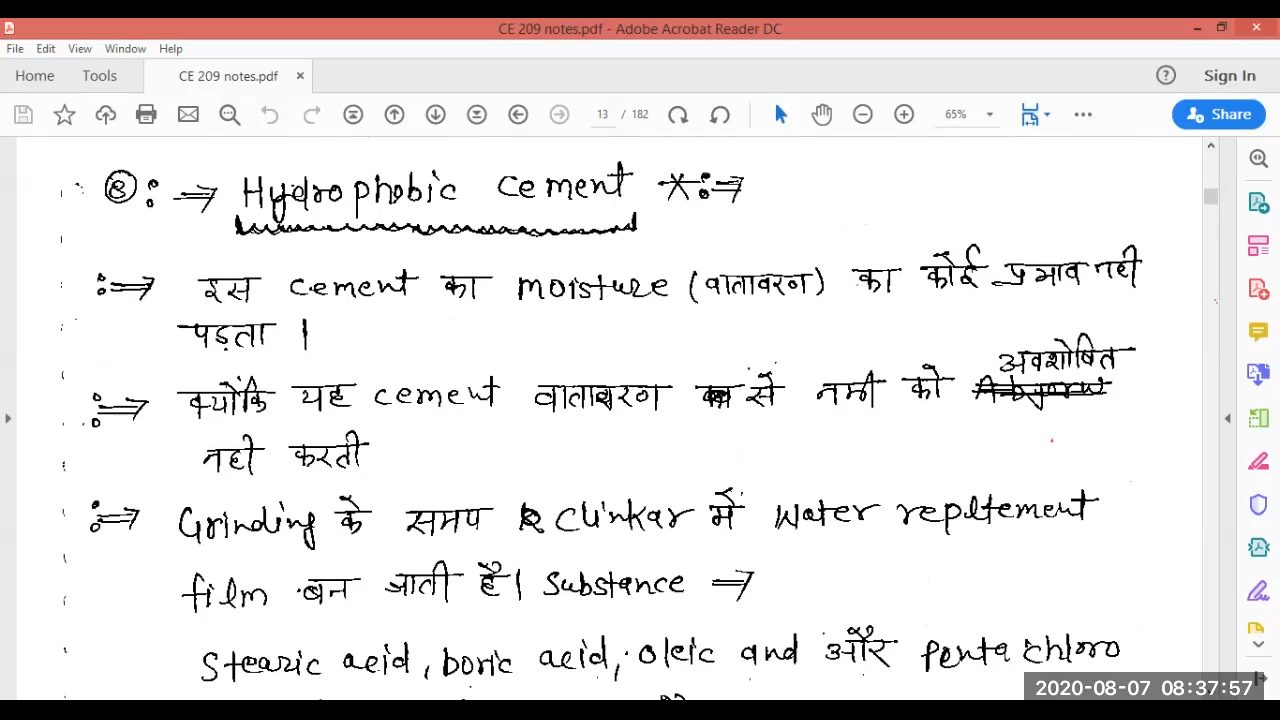 CE 209 notes.pdf - Adobe Acrobat Reader DC
File Edit View Window Help
Home Tools CE 209 notes.pdf × Sign In
13 / 182 65% Share
⑧ :⇒ Hydrophobic cement *:⇒
:⇒ इस cement का moisture (वातावरण) का कोई प्रभाव नही
पड़ता |
अवशोषित
:⇒ क्योंकि यह cement वातावरण से नमी को
नही करती
:⇒ Grinding के समय Clinkar में water repltement
film बन जाती है| Substance ⇒
Stearic acid, boric acid, oleic and और Penta chloro
2020-08-07 08:37:57